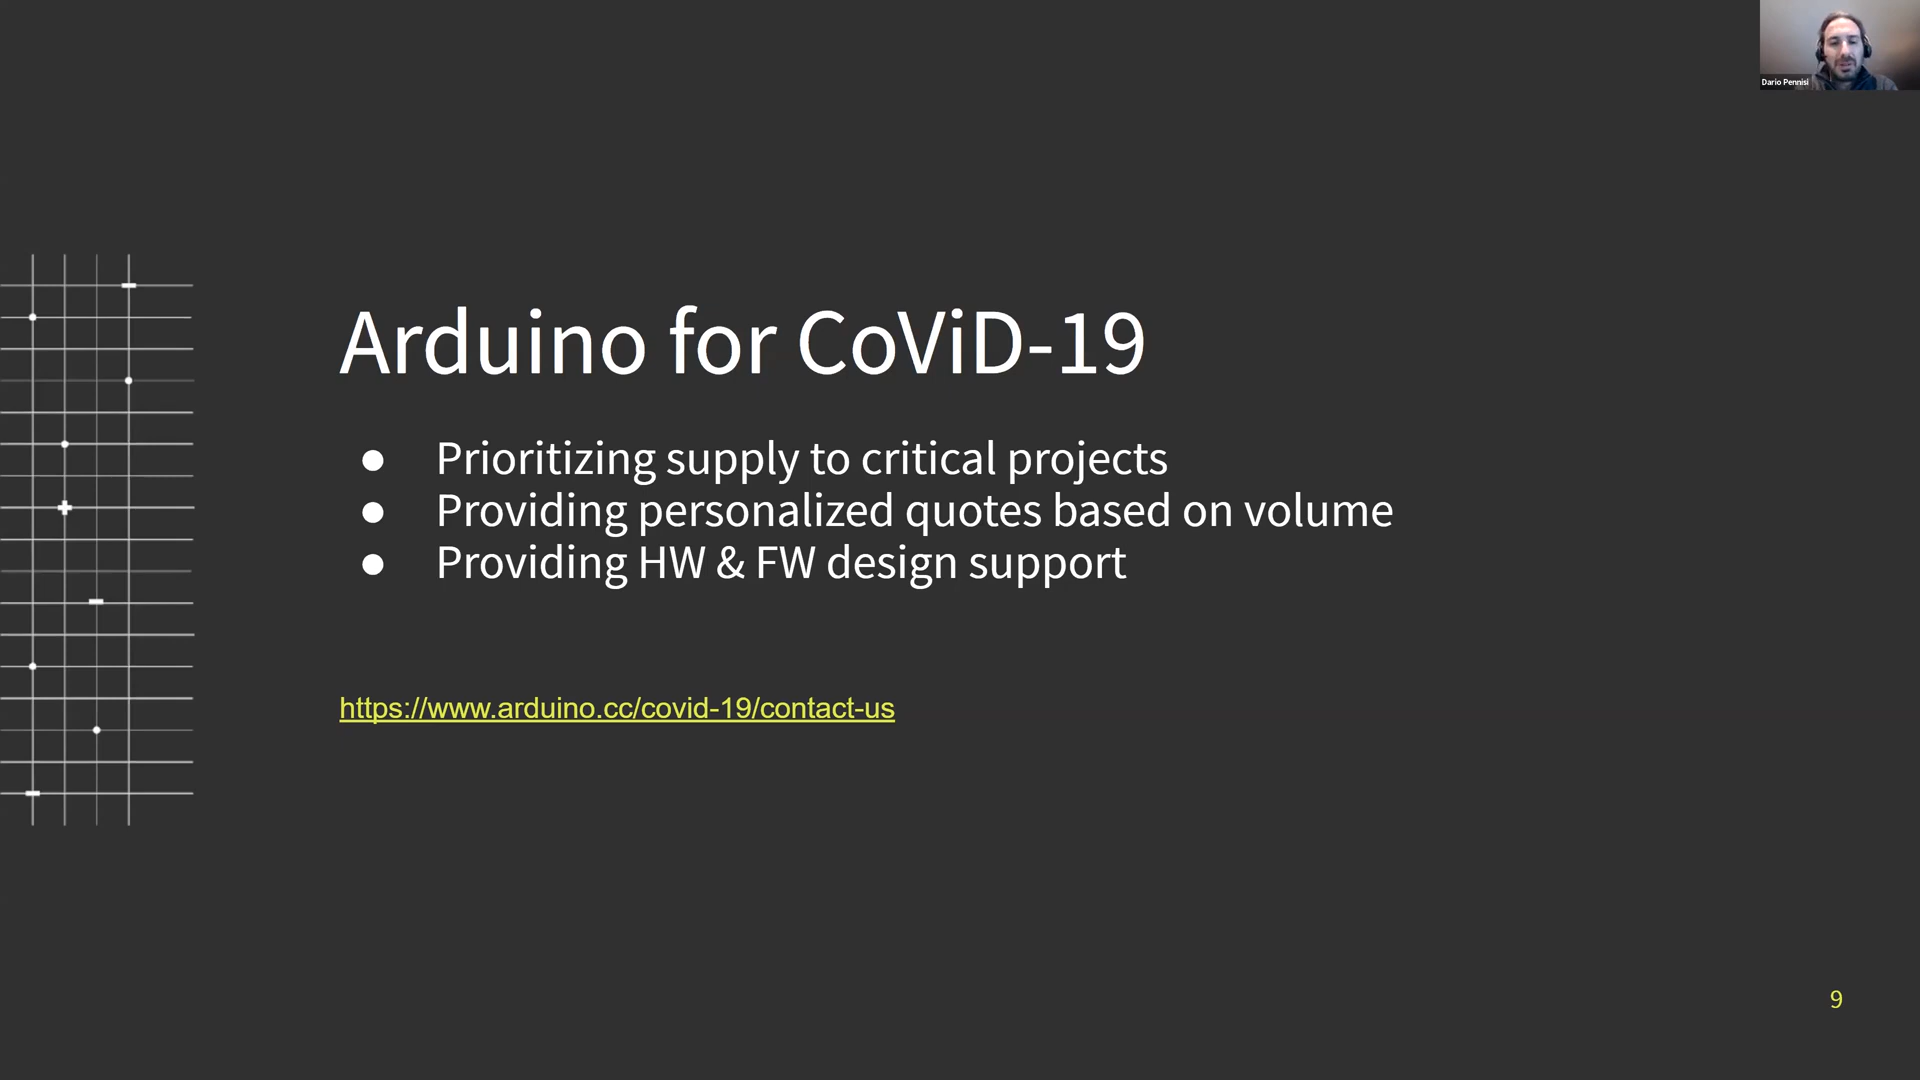 Dario Pennisi
Arduino for CoViD-19
● Prioritizing supply to critical projects
● Providing personalized quotes based on volume
● Providing HW & FW design support
https://www.arduino.cc/covid-19/contact-us
9